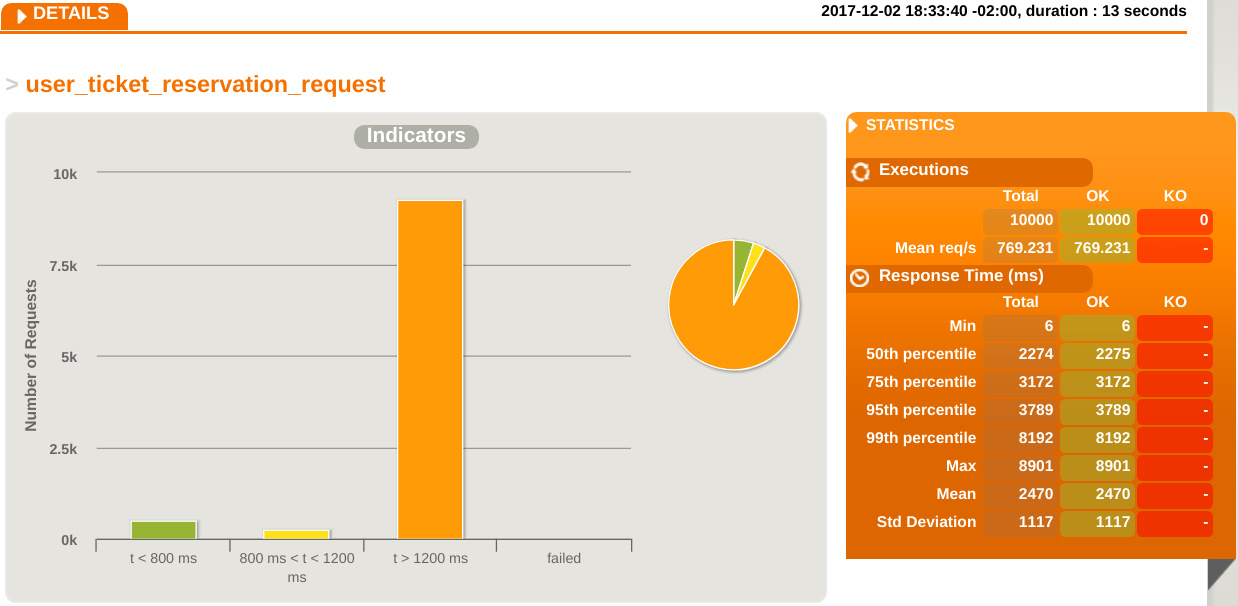 DETAILS
2017-12-02 18:33:40 -02:00, duration : 13 seconds
> user_ticket_reservation_request
Indicators
10k
7.5k
5k
2.5k
0k
Number of Requests
t < 800 ms
800 ms < t < 1200
ms
t > 1200 ms
failed
STATISTICS
Executions
Total OK KO
10000 10000 0
Mean req/s 769.231 769.231 -
Response Time (ms)
Total OK KO
Min 6 6 -
50th percentile 2274 2275 -
75th percentile 3172 3172 -
95th percentile 3789 3789 -
99th percentile 8192 8192 -
Max 8901 8901 -
Mean 2470 2470 -
Std Deviation 1117 1117 -